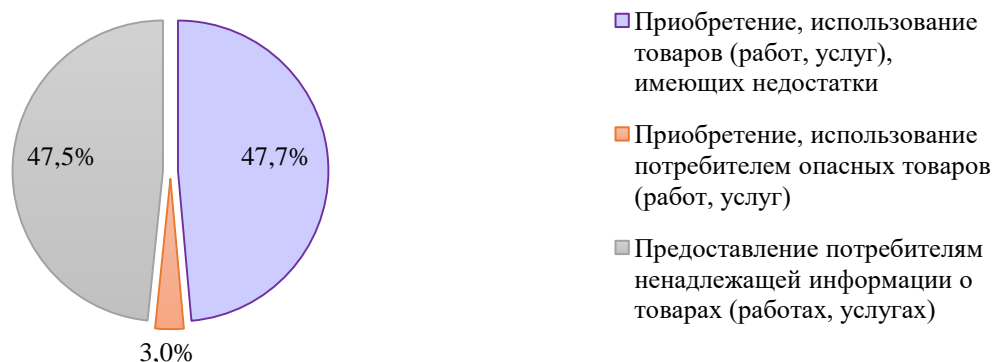 Приобретение, использование
товаров (работ, услуг),
имеющих недостатки
47,5%
47,7%
Приобретение, использование
потребителем опасных товаров
(работ, услуг)
Предоставление потребителям
ненадлежащей информации о
товарах (работах, услугах)
3,0%